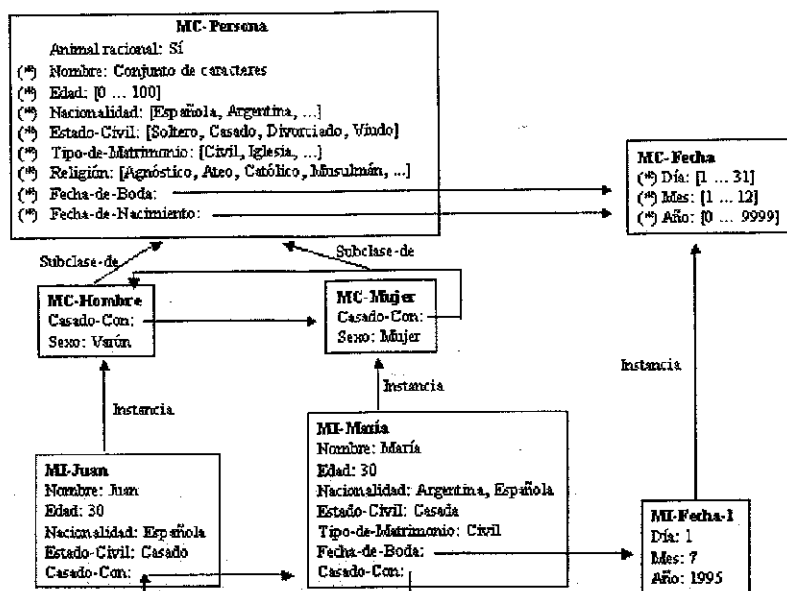 MC-Persona
Animal racional: Sí
(*) Nombre: Conjunto de caracteres
(*) Edad: [0 ... 100]
(*) Nacionalidad: [Española, Argentina, ...]
(*) Estado-Civil: [Soltero, Casado, Divorciado, Viudo]
(*) Tipo-de-Matrimonio: [Civil, Iglesia, ...]
(*) Religión: [Agnóstico, Ateo, Católico, Musulmán, ...]
(*) Fecha-de-Boda:
(*) Fecha-de-Nacimiento:
MC-Fecha
(*) Día: [1 ... 31]
(*) Mes: [1 ... 12]
(*) Año: [0 ... 9999]
Subclase-de
Subclase-de
MC-Hombre
Casado-Con:
Sexo: Varón
MC-Mujer
Casado-Con:
Sexo: Mujer
Instancia
Instancia
Instancia
MI-Juan
Nombre: Juan
Edad: 30
Nacionalidad: Española
Estado-Civil: Casado
Casado-Con:
MI-María
Nombre: María
Edad: 30
Nacionalidad: Argentina, Española
Estado-Civil: Casada
Tipo-de-Matrimonio: Civil
Fecha-de-Boda:
Casado-Con:
MI-Fecha-1
Día: 1
Mes: 7
Año: 1995